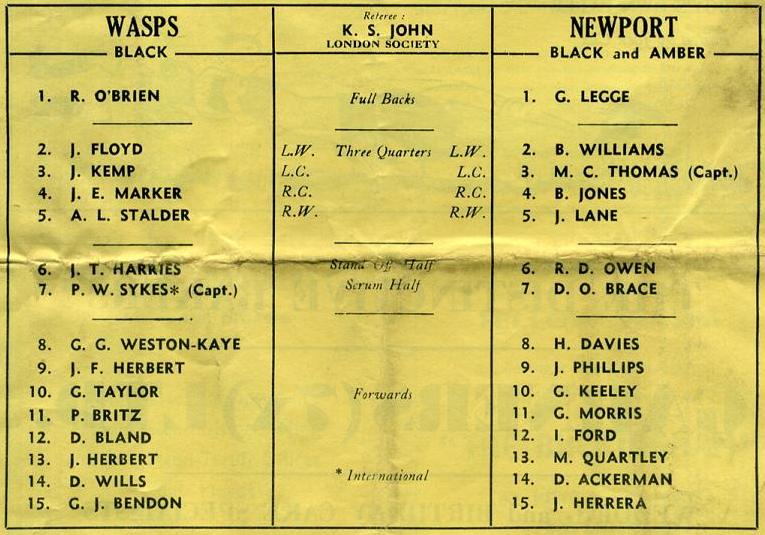 WASPS
BLACK
1. R. O'BRIEN
2. J. FLOYD
3. J. KEMP
4. J. E. MARKER
5. A. L. STALDER
6. J. T. HARRIES
7. P. W. SYKES* (Capt.)
8. G. G. WESTON-KAYE
9. J. F. HERBERT
10. G. TAYLOR
11. P. BRITZ
12. D. BLAND
13. J. HERBERT
14. D. WILLS
15. G. J. BENDON
Referee :
K. S. JOHN
LONDON SOCIETY
Full Backs
L.W. Three Quarters L.W.
L.C. L.C.
R.C. R.C.
R.W. R.W.
Stand Off Half
Scrum Half
Forwards
* International
NEWPORT
BLACK and AMBER
1. G. LEGGE
2. B. WILLIAMS
3. M. C. THOMAS (Capt.)
4. B. JONES
5. J. LANE
6. R. D. OWEN
7. D. O. BRACE
8. H. DAVIES
9. J. PHILLIPS
10. G. KEELEY
11. G. MORRIS
12. I. FORD
13. M. QUARTLEY
14. D. ACKERMAN
15. J. HERRERA